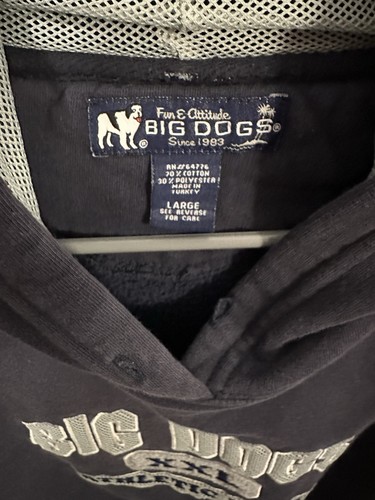 Fun & Attitude
BIG DOGS®
Since 1983
RN#64776
70% COTTON
30% POLYESTER
MADE IN
TURKEY
LARGE
SEE REVERSE
FOR CARE
BIG DOGS
XXL